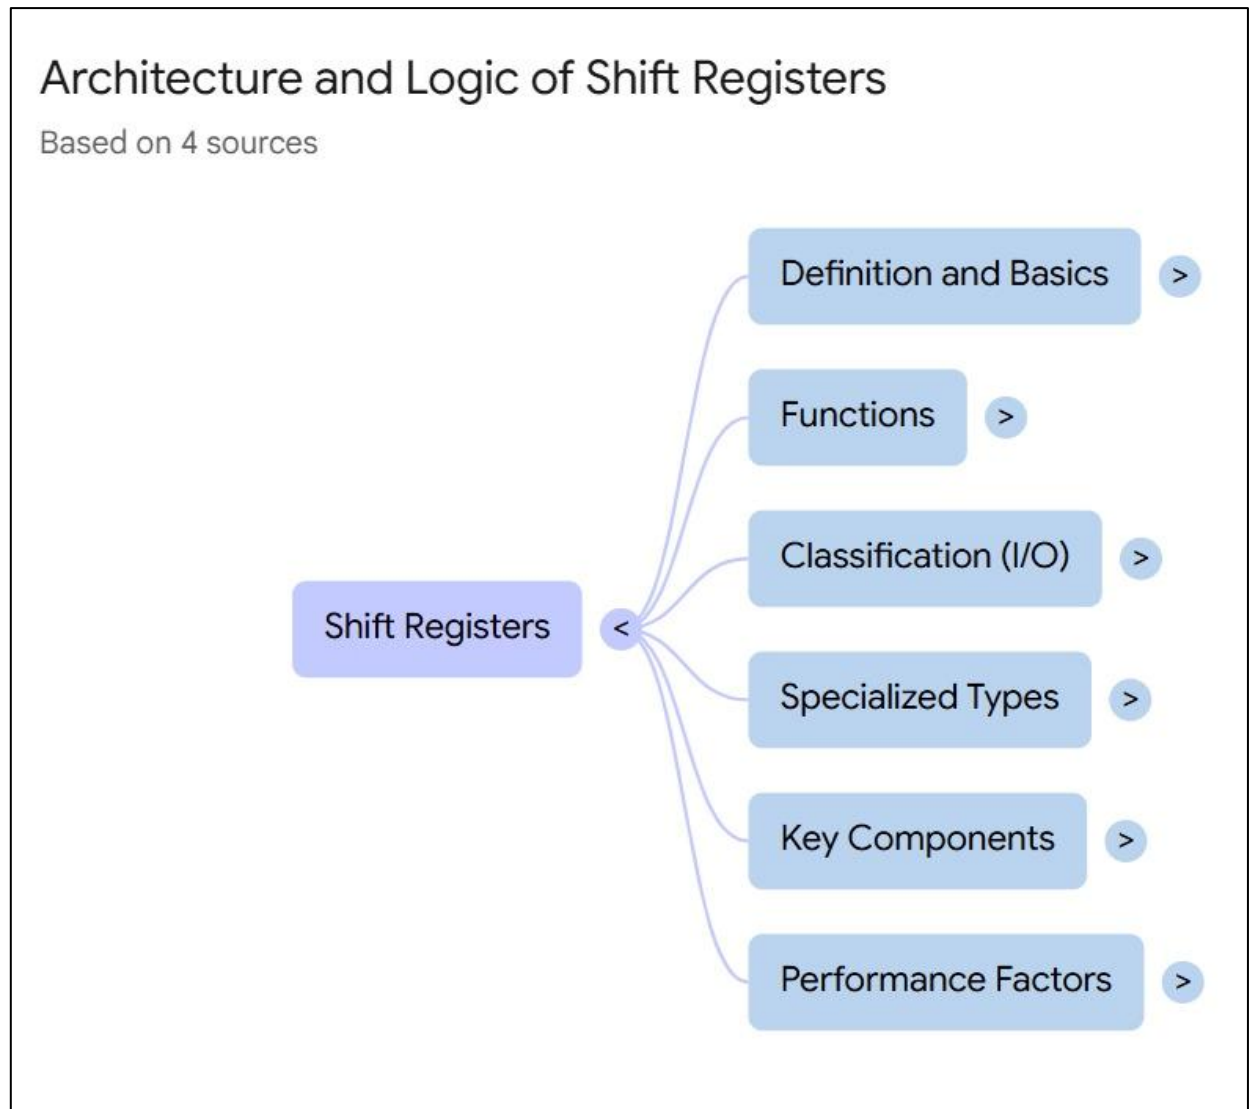 Architecture and Logic of Shift Registers
Based on 4 sources
Definition and Basics >
Functions >
Classification (I/O) >
Shift Registers <
Specialized Types >
Key Components >
Performance Factors >